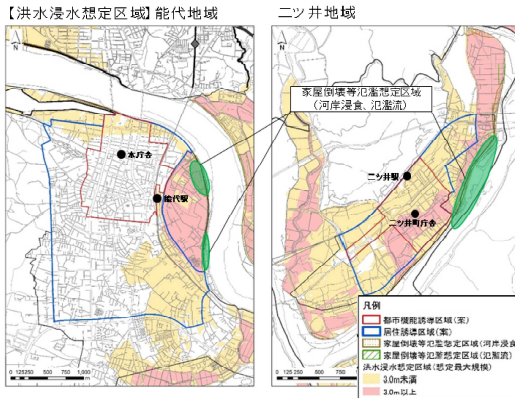 【洪水浸水想定区域】能代地域
二ツ井地域
家屋倒壊等氾濫想定区域
(河岸浸食、氾濫流)
N
N
本庁舎
能代駅
二ツ井駅
二ツ井町庁舎
凡例
都市機能誘導区域(案)
居住誘導区域(案)
家屋倒壊等氾濫想定区域(河岸浸食
家屋倒壊等氾濫想定区域(氾濫流)
洪水浸水想定区域(想定最大規模)
3.0m未満
3.0m以上